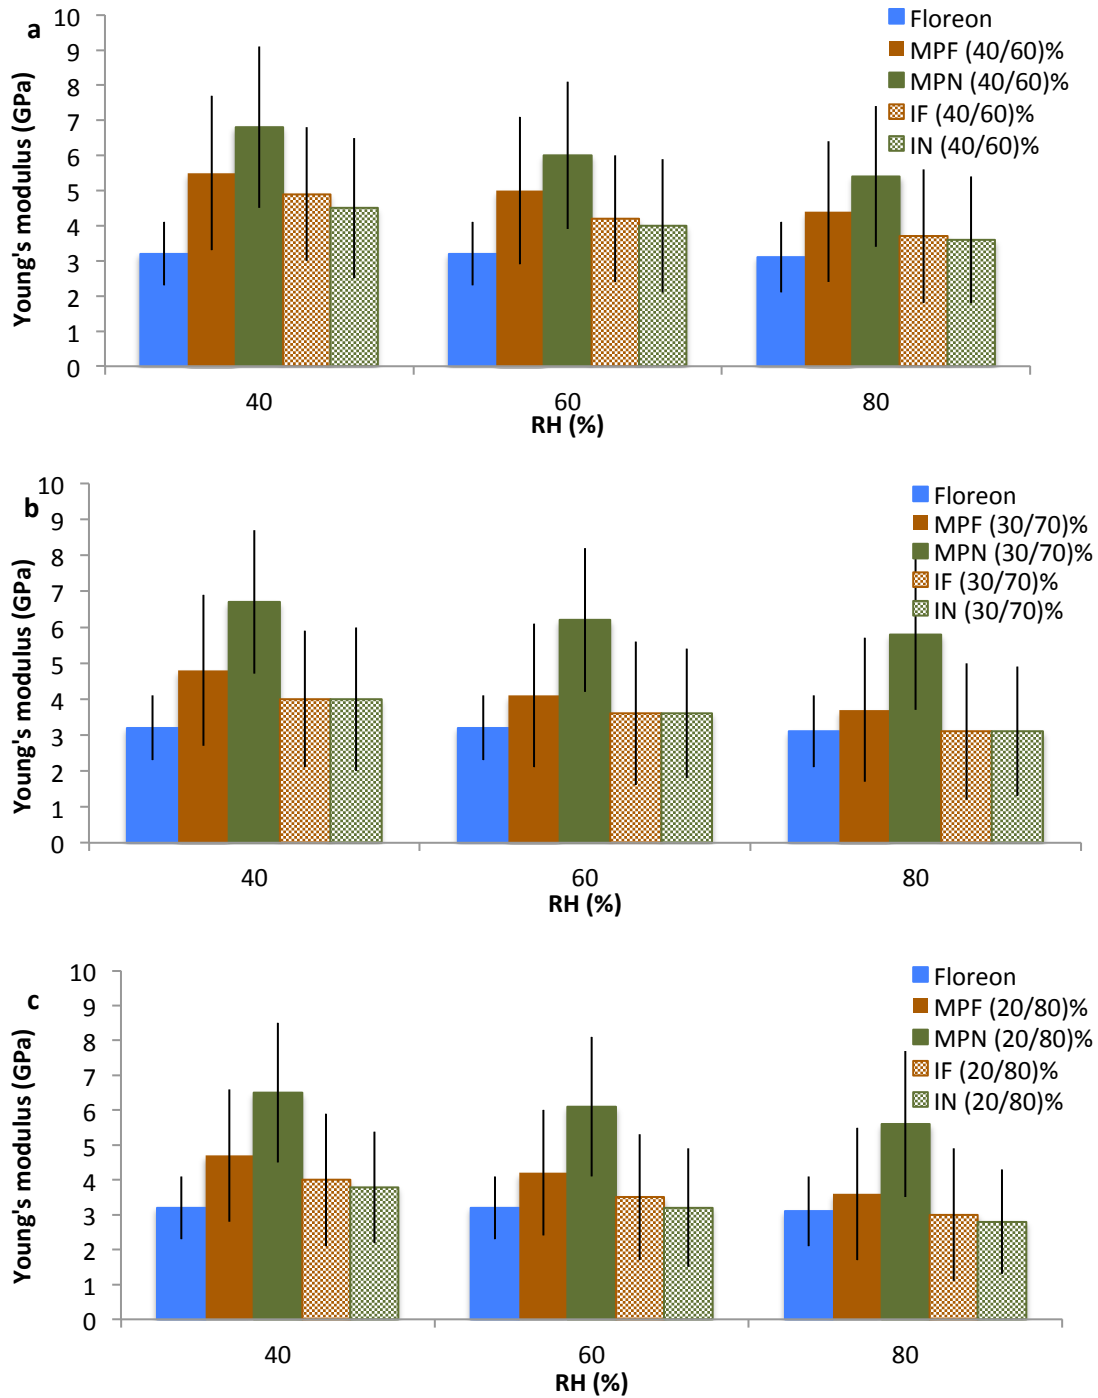 a
Young's modulus (GPa)
10
9
8
7
6
5
4
3
2
1
0
Floreon
MPF (40/60)%
MPN (40/60)%
IF (40/60)%
IN (40/60)%
40
60
80
RH (%)
b
Young's modulus (GPa)
10
9
8
7
6
5
4
3
2
1
0
Floreon
MPF (30/70)%
MPN (30/70)%
IF (30/70)%
IN (30/70)%
40
60
80
RH (%)
c
Young's modulus (GPa)
10
9
8
7
6
5
4
3
2
1
0
Floreon
MPF (20/80)%
MPN (20/80)%
IF (20/80)%
IN (20/80)%
40
60
80
RH (%)